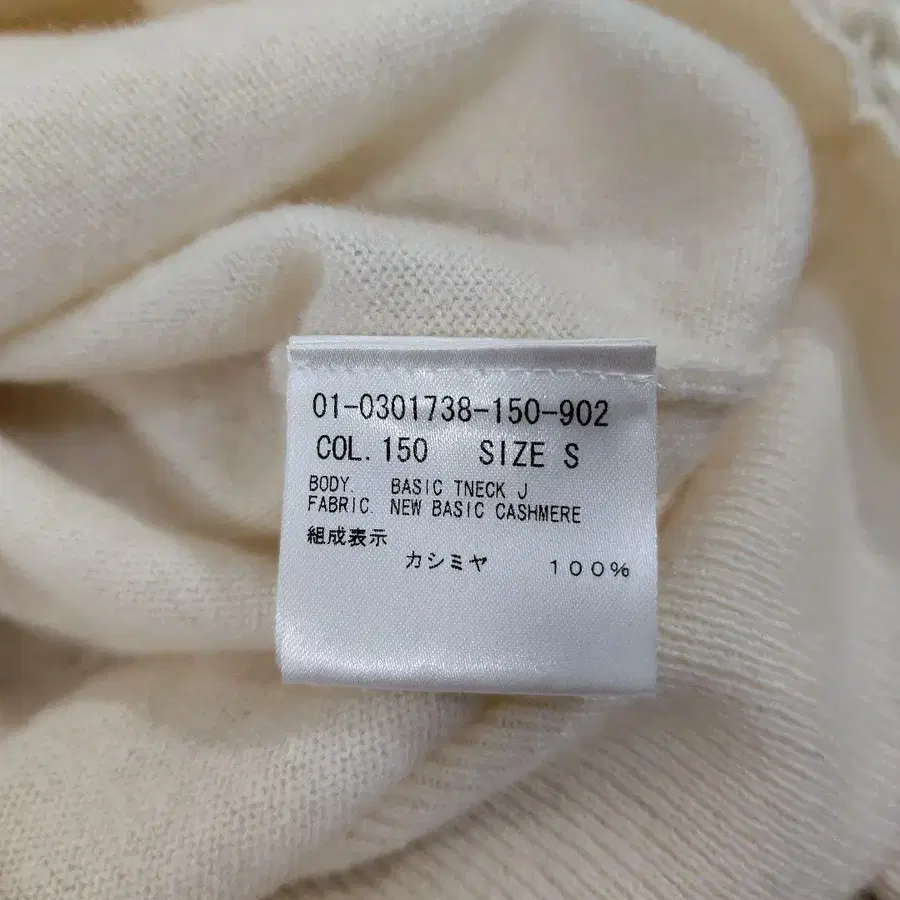 01-0301738-150-902
COL. 150 SIZE S
BODY. BASIC TNECK J
FABRIC. NEW BASIC CASHMERE
組成表示
カシミヤ 100%